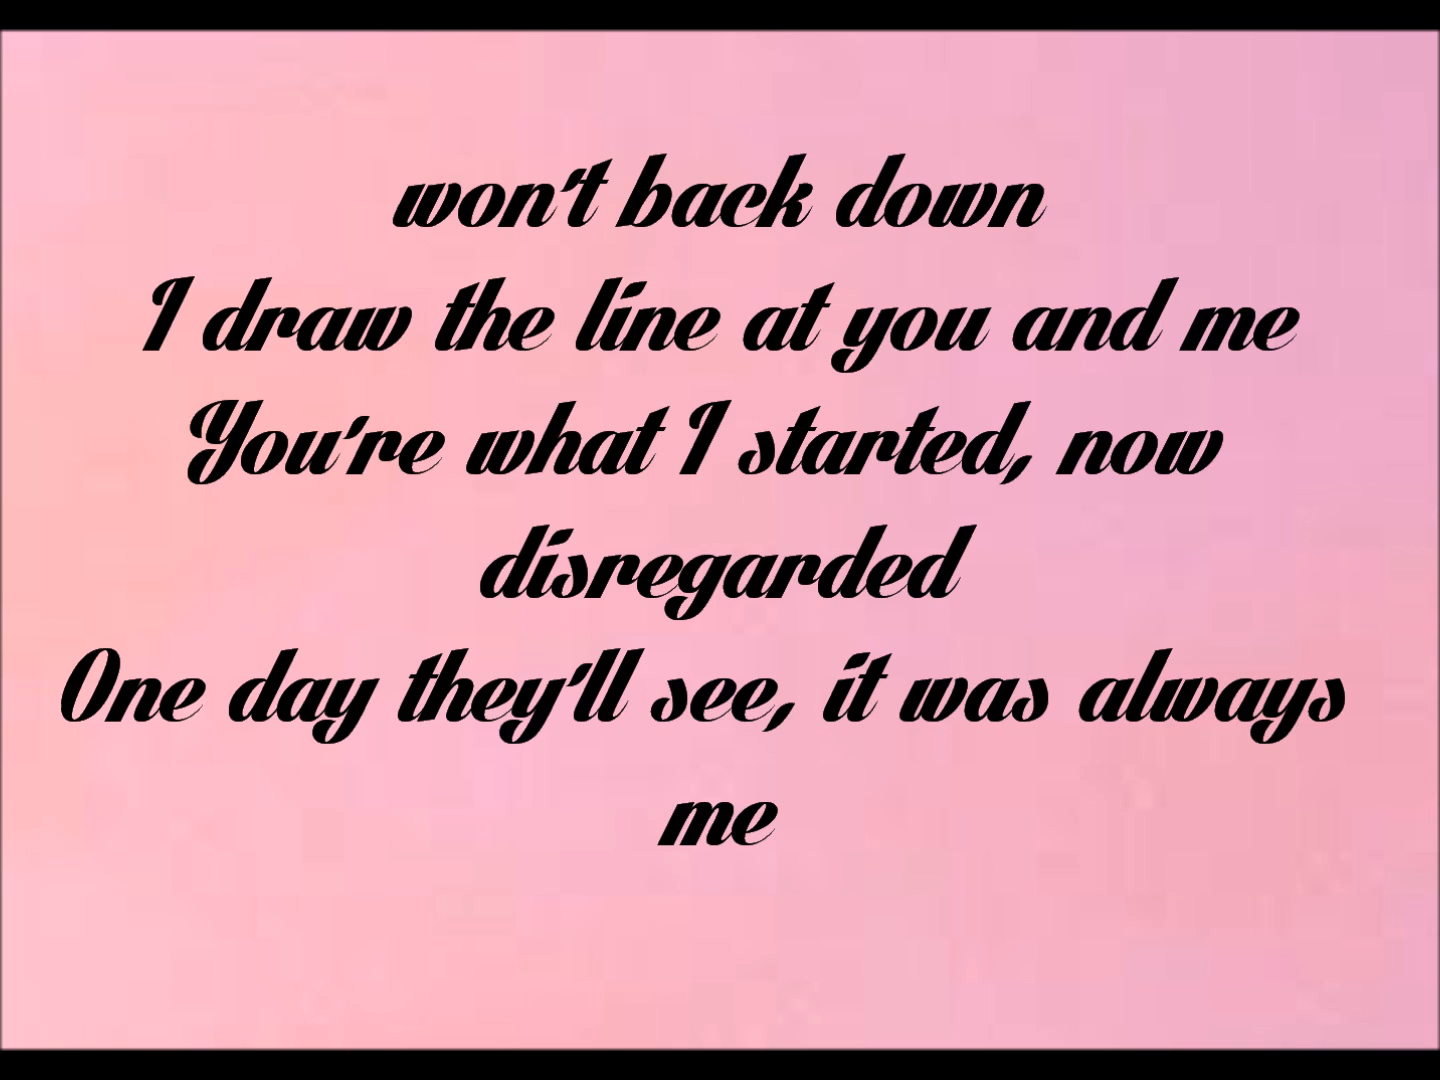 won't back down
I draw the line at you and me
You're what I started, now
disregarded
One day they'll see, it was always
me